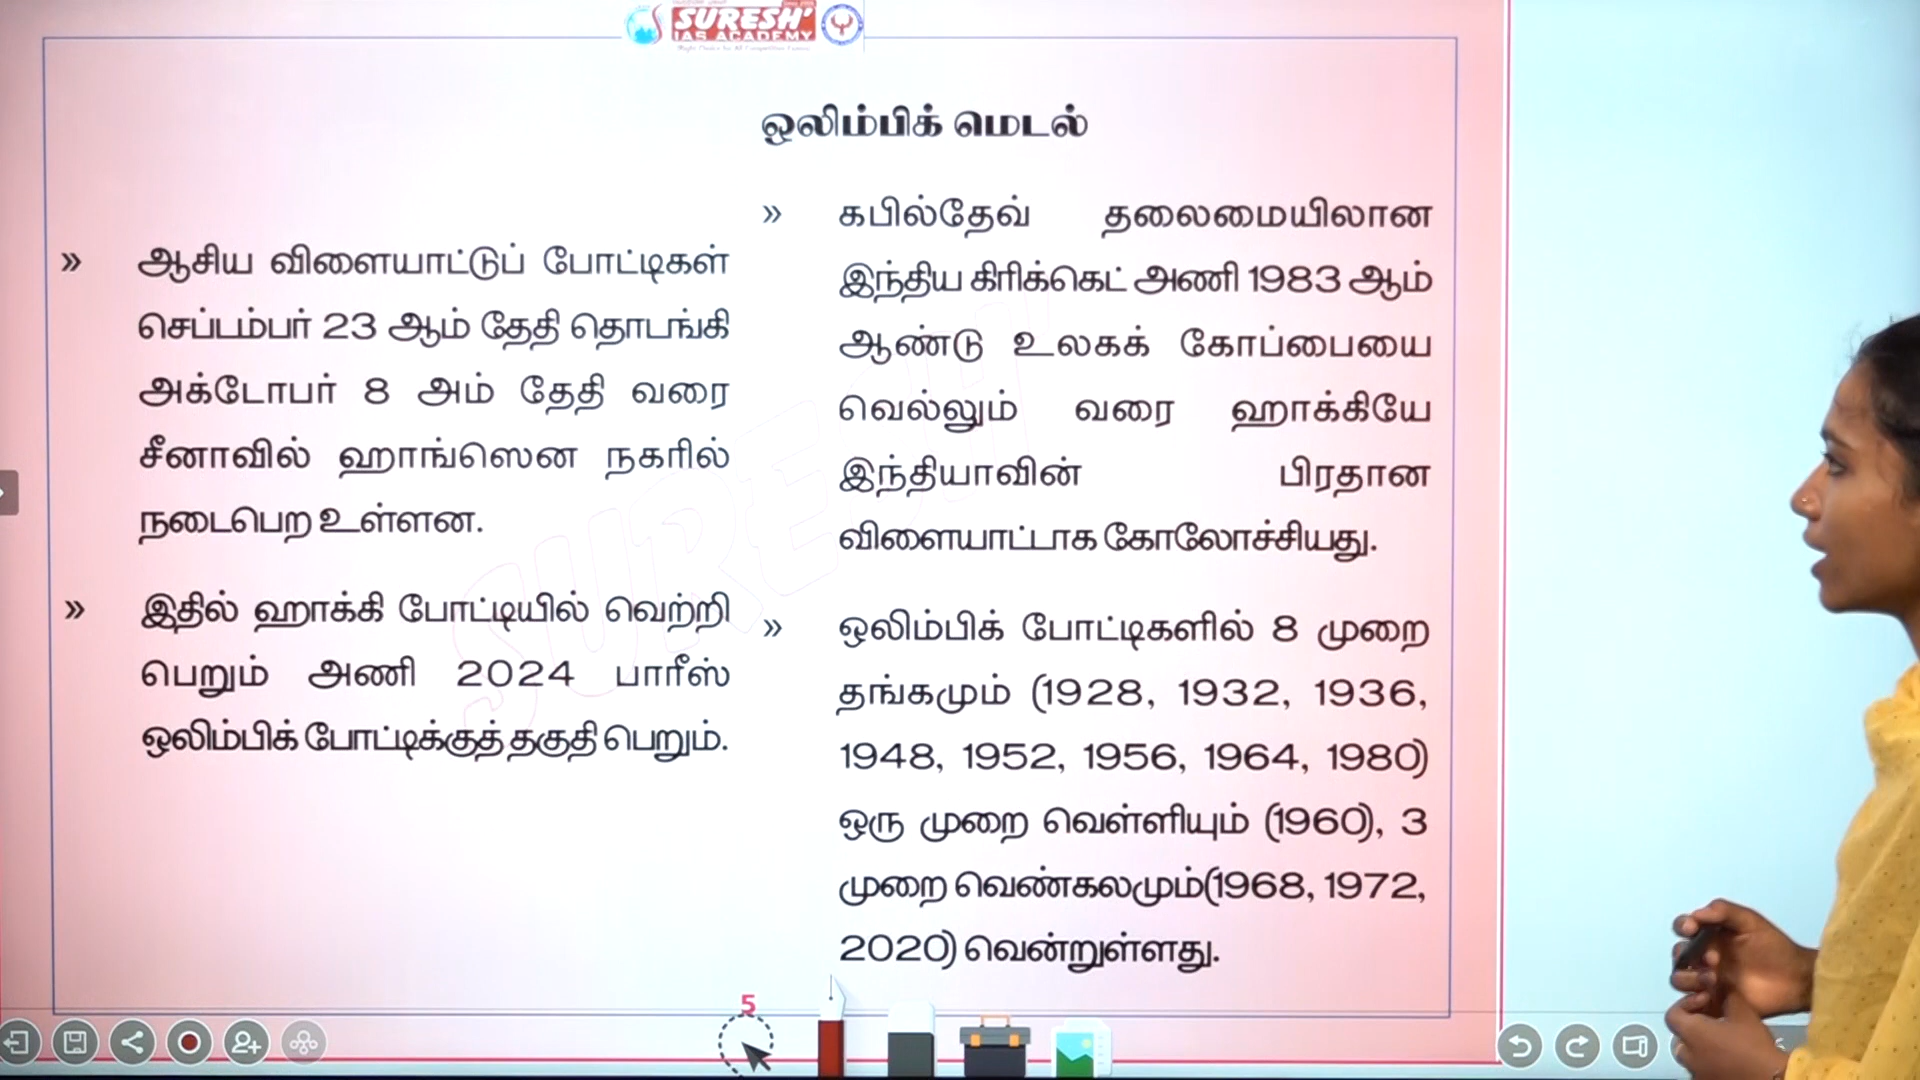 SURESH'
IAS ACADEMY
ஆசிய விளையாட்டுப் போட்டிகள்
செப்டம்பர் 23 ஆம் தேதி தொடங்கி
அக்டோபர் 8 அம் தேதி வரை
சீனாவில் ஹாங்ஸென நகரில்
நடைபெற உள்ளன.
இதில் ஹாக்கி போட்டியில் வெற்றி
பெறும் அணி 2024 பாரீஸ்
ஒலிம்பிக் போட்டிக்குத் தகுதி பெறும்.
ஒலிம்பிக் மெடல்
கபில்தேவ் தலைமையிலான
இந்திய கிரிக்கெட் அணி 1983 ஆம்
ஆண்டு உலகக் கோப்பையை
வெல்லும் வரை ஹாக்கியே
இந்தியாவின் பிரதான
விளையாட்டாக கோலோச்சியது.
ஒலிம்பிக் போட்டிகளில் 8 முறை
தங்கமும் (1928, 1932, 1936,
1948, 1952, 1956, 1964, 1980)
ஒரு முறை வெள்ளியும் (1960), 3
முறை வெண்கலமும்(1968, 1972,
2020) வென்றுள்ளது.
SURESH'
5